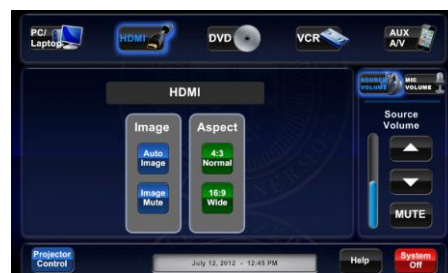 PC/
Laptop
HDMI
DVD
VCR
AUX
A/V
SOURCE
VOLUME
MIC
VOLUME
HDMI
Image
Aspect
Auto
Image
4:3
Normal
Image
Mute
16:9
Wide
Source
Volume
MUTE
Projector
Control
July 12, 2012 - 12:45 PM
Help
System
Off